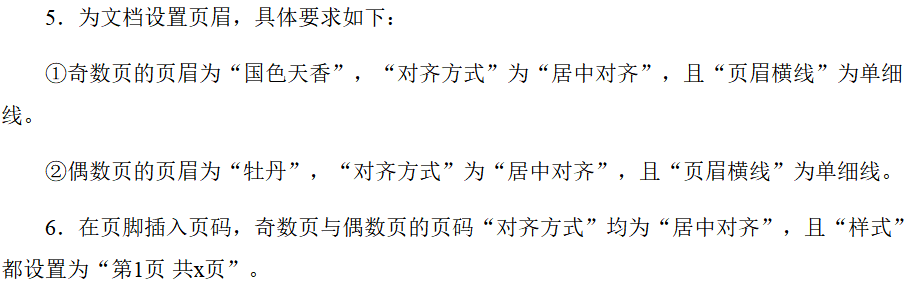 5．为文档设置页眉，具体要求如下：
①奇数页的页眉为“国色天香”，“对齐方式”为“居中对齐”，且“页眉横线”为单细
线。
②偶数页的页眉为“牡丹”，“对齐方式”为“居中对齐”，且“页眉横线”为单细线。
6．在页脚插入页码，奇数页与偶数页的页码“对齐方式”均为“居中对齐”，且“样式”
都设置为“第1页 共x页”。